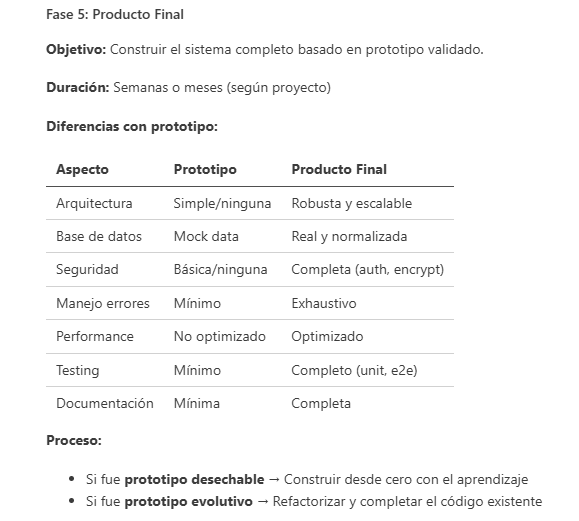 Fase 5: Producto Final
Objetivo: Construir el sistema completo basado en prototipo validado.
Duración: Semanas o meses (según proyecto)
Diferencias con prototipo:
Aspecto Prototipo Producto Final
Arquitectura Simple/ninguna Robusta y escalable
Base de datos Mock data Real y normalizada
Seguridad Básica/ninguna Completa (auth, encrypt)
Manejo errores Mínimo Exhaustivo
Performance No optimizado Optimizado
Testing Mínimo Completo (unit, e2e)
Documentación Mínima Completa
Proceso:
• Si fue prototipo desechable → Construir desde cero con el aprendizaje
• Si fue prototipo evolutivo → Refactorizar y completar el código existente